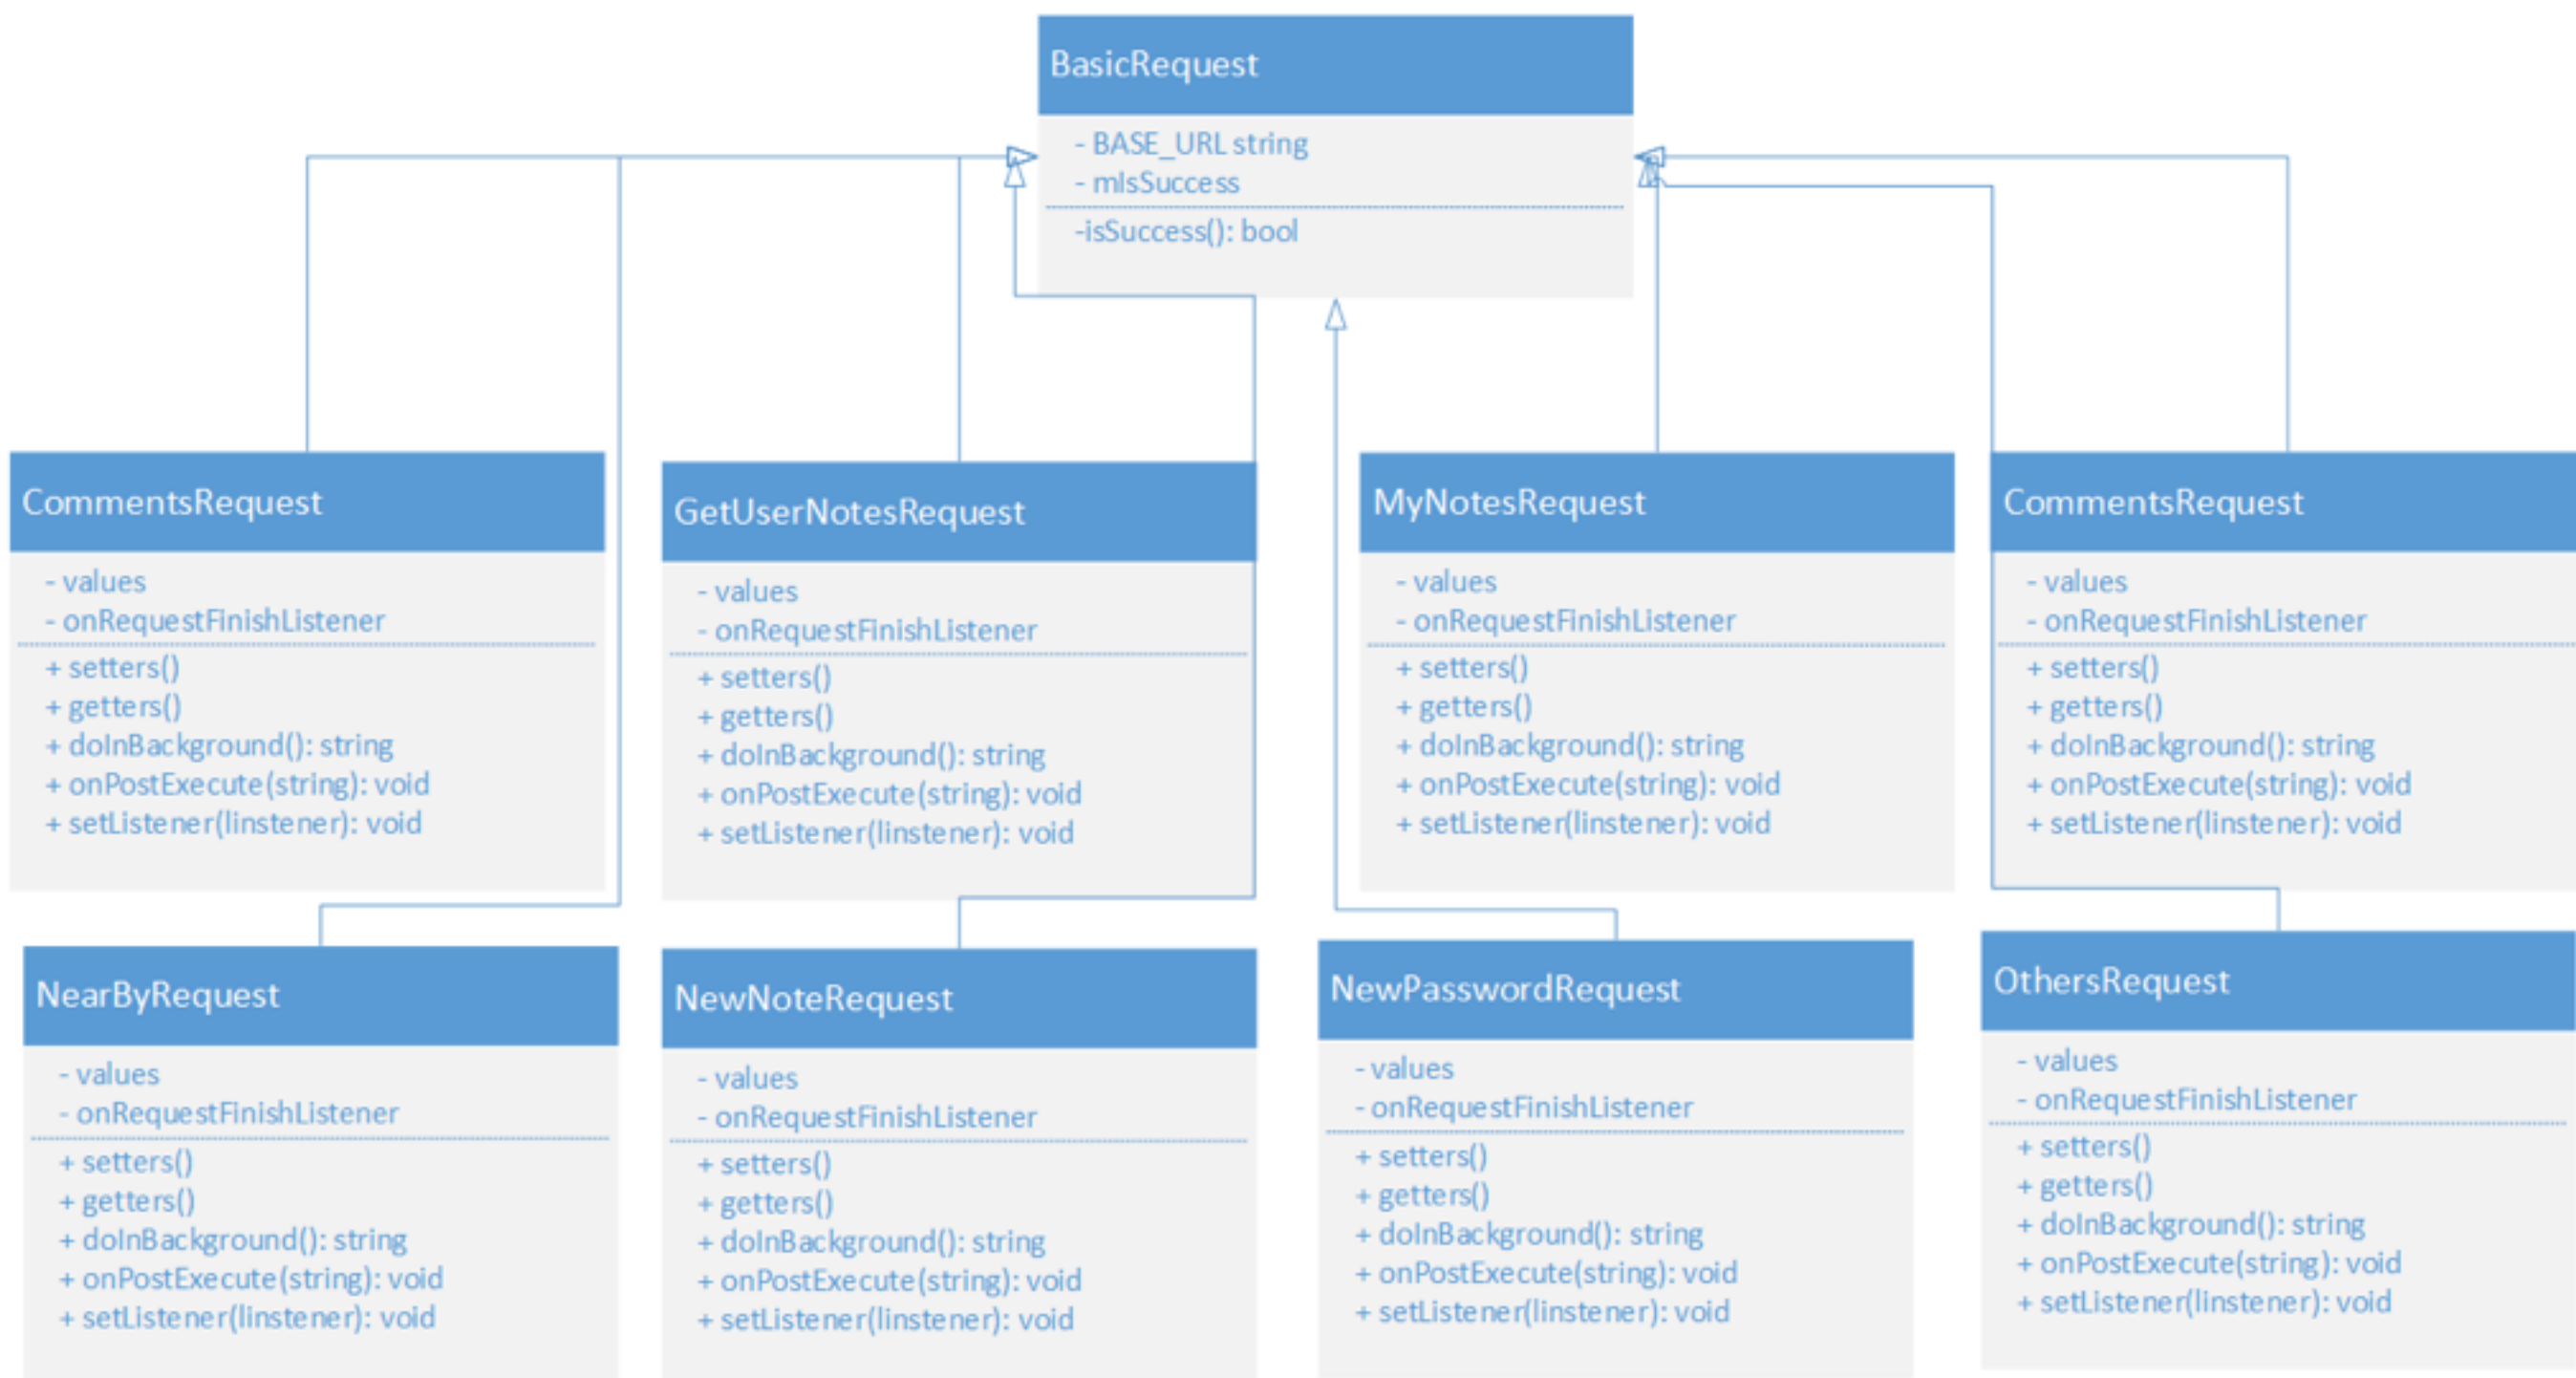 BasicRequest
- BASE_URL string
- mIsSuccess
-isSuccess(): bool
CommentsRequest
- values
- onRequestFinishListener
+ setters()
+ getters()
+ doInBackground(): string
+ onPostExecute(string): void
+ setListener(linstener): void
GetUserNotesRequest
- values
- onRequestFinishListener
+ setters()
+ getters()
+ doInBackground(): string
+ onPostExecute(string): void
+ setListener(linstener): void
MyNotesRequest
- values
- onRequestFinishListener
+ setters()
+ getters()
+ doInBackground(): string
+ onPostExecute(string): void
+ setListener(linstener): void
CommentsRequest
- values
- onRequestFinishListener
+ setters()
+ getters()
+ doInBackground(): string
+ onPostExecute(string): void
+ setListener(linstener): void
NearByRequest
- values
- onRequestFinishListener
+ setters()
+ getters()
+ doInBackground(): string
+ onPostExecute(string): void
+ setListener(linstener): void
NewNoteRequest
- values
- onRequestFinishListener
+ setters()
+ getters()
+ doInBackground(): string
+ onPostExecute(string): void
+ setListener(linstener): void
NewPasswordRequest
- values
- onRequestFinishListener
+ setters()
+ getters()
+ doInBackground(): string
+ onPostExecute(string): void
+ setListener(linstener): void
OthersRequest
- values
- onRequestFinishListener
+ setters()
+ getters()
+ doInBackground(): string
+ onPostExecute(string): void
+ setListener(linstener): void